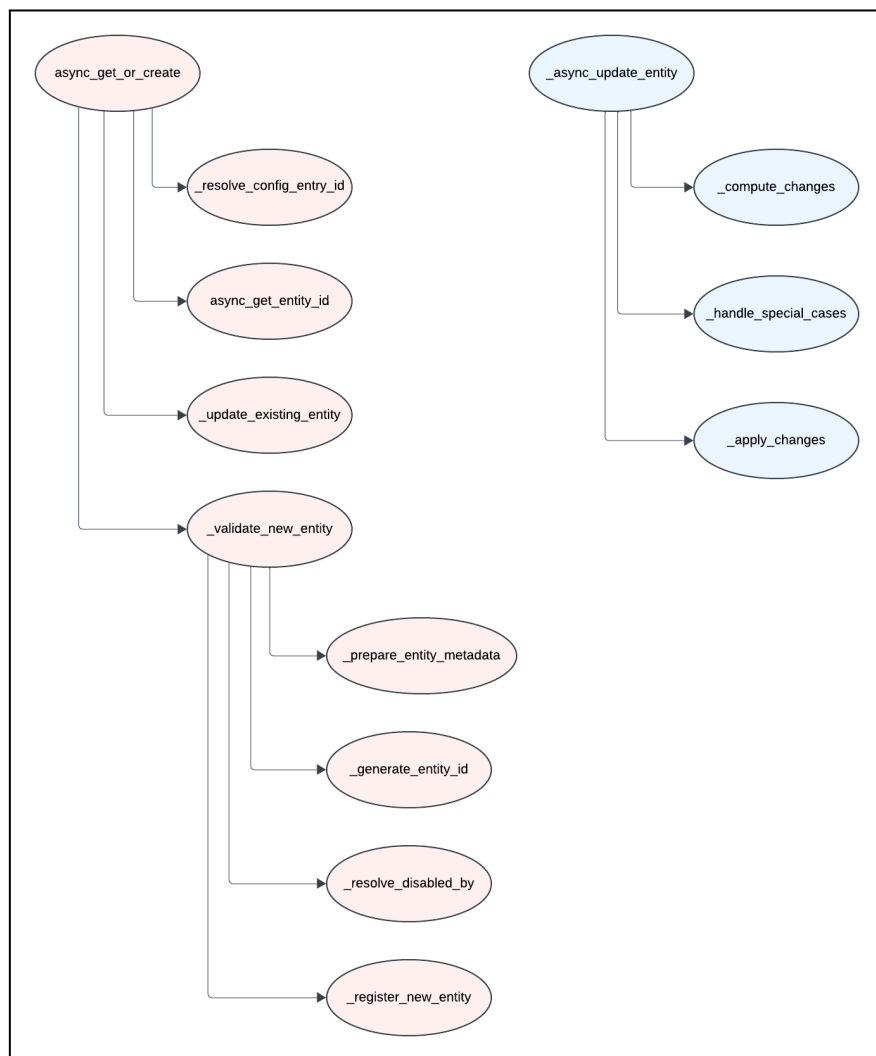 async_get_or_create
_resolve_config_entry_id
async_get_entity_id
_update_existing_entity
_validate_new_entity
_prepare_entity_metadata
_generate_entity_id
_resolve_disabled_by
_register_new_entity
_async_update_entity
_compute_changes
_handle_special_cases
_apply_changes